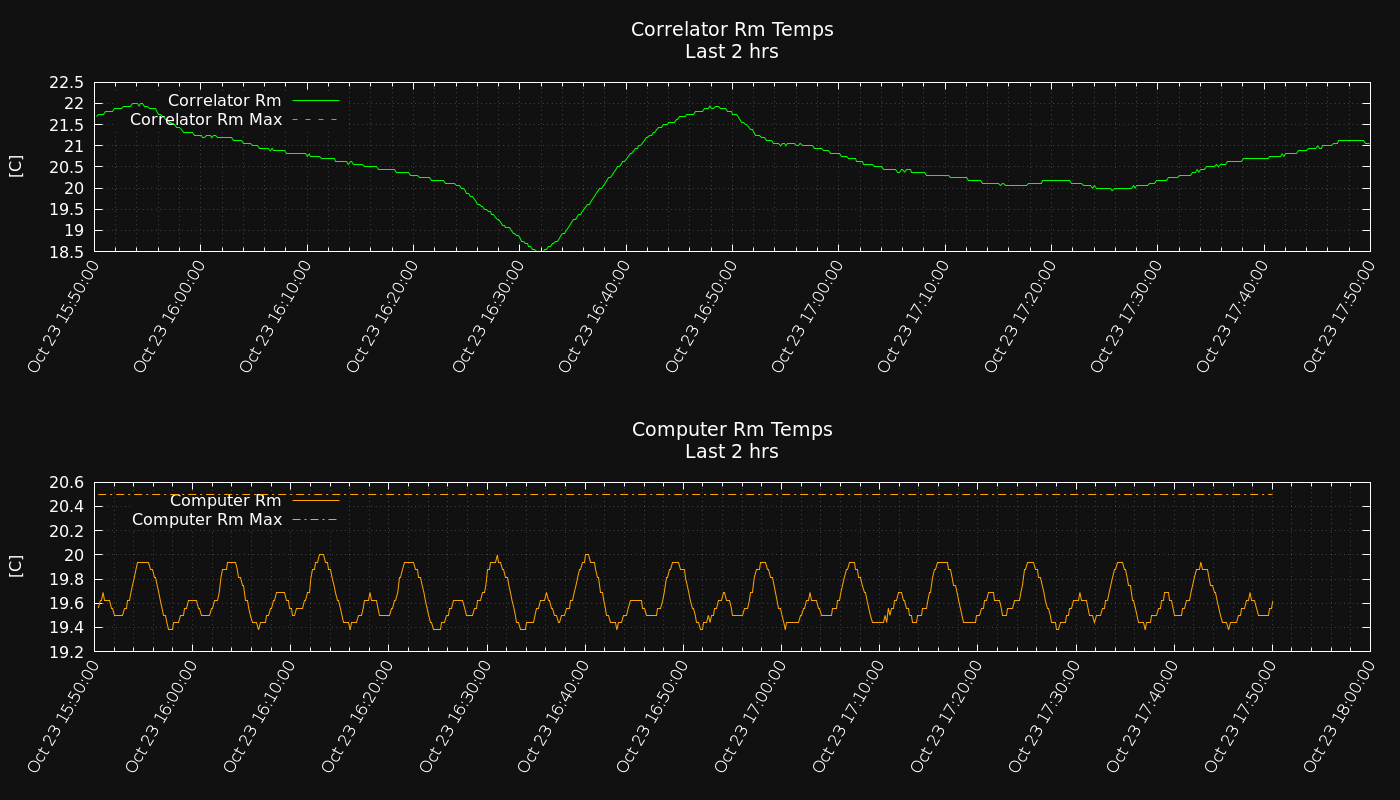 Correlator Rm Temps
Last 2 hrs
22.5
22
21.5
21
20.5
20
19.5
19
18.5
[C]
Correlator Rm
Correlator Rm Max
Oct 23 15:50:00
Oct 23 16:00:00
Oct 23 16:10:00
Oct 23 16:20:00
Oct 23 16:30:00
Oct 23 16:40:00
Oct 23 16:50:00
Oct 23 17:00:00
Oct 23 17:10:00
Oct 23 17:20:00
Oct 23 17:30:00
Oct 23 17:40:00
Oct 23 17:50:00
Computer Rm Temps
Last 2 hrs
20.6
20.4
20.2
20
19.8
19.6
19.4
19.2
[C]
Computer Rm
Computer Rm Max
Oct 23 15:50:00
Oct 23 16:00:00
Oct 23 16:10:00
Oct 23 16:20:00
Oct 23 16:30:00
Oct 23 16:40:00
Oct 23 16:50:00
Oct 23 17:00:00
Oct 23 17:10:00
Oct 23 17:20:00
Oct 23 17:30:00
Oct 23 17:40:00
Oct 23 17:50:00
Oct 23 18:00:00